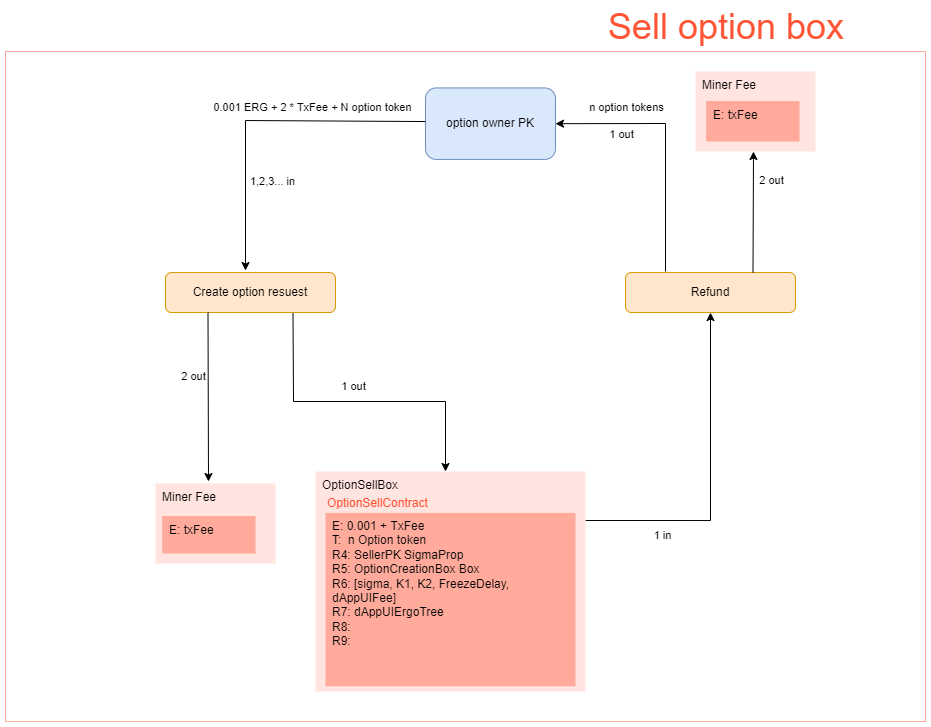 Sell option box
Miner Fee
E: txFee
0.001 ERG + 2 * TxFee + N option token
option owner PK
n option tokens
1 out
1,2,3... in
2 out
Create option resuest
Refund
2 out
1 out
Miner Fee
E: txFee
OptionSellBox
OptionSellContract
E: 0.001 + TxFee
T:  n Option token
R4: SellerPK SigmaProp
R5: OptionCreationBox Box
R6: [sigma, K1, K2, FreezeDelay,
dAppUIFee]
R7: dAppUIErgoTree
R8:
R9:
1 in